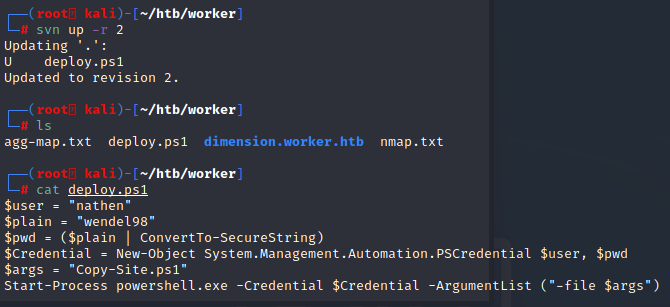 ┌──(root💀 kali)-[~/htb/worker]
└─# svn up -r 2
Updating '.':
U    deploy.ps1
Updated to revision 2.
┌──(root💀 kali)-[~/htb/worker]
└─# ls
agg-map.txt  deploy.ps1  dimension.worker.htb  nmap.txt
┌──(root💀 kali)-[~/htb/worker]
└─# cat deploy.ps1
$user = "nathen"
$plain = "wendel98"
$pwd = ($plain | ConvertTo-SecureString)
$Credential = New-Object System.Management.Automation.PSCredential $user, $pwd
$args = "Copy-Site.ps1"
Start-Process powershell.exe -Credential $Credential -ArgumentList ("-file $args")